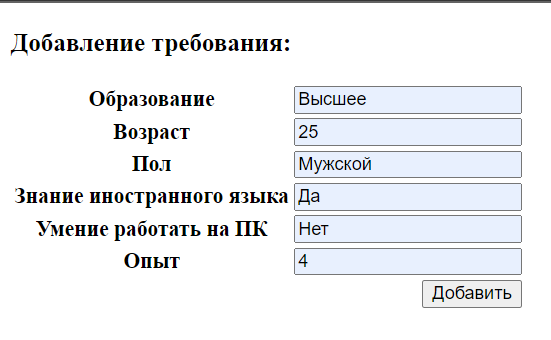 Добавление требования:
Образование Высшее
Возраст 25
Пол Мужской
Знание иностранного языка Да
Умение работать на ПК Нет
Опыт 4
Добавить